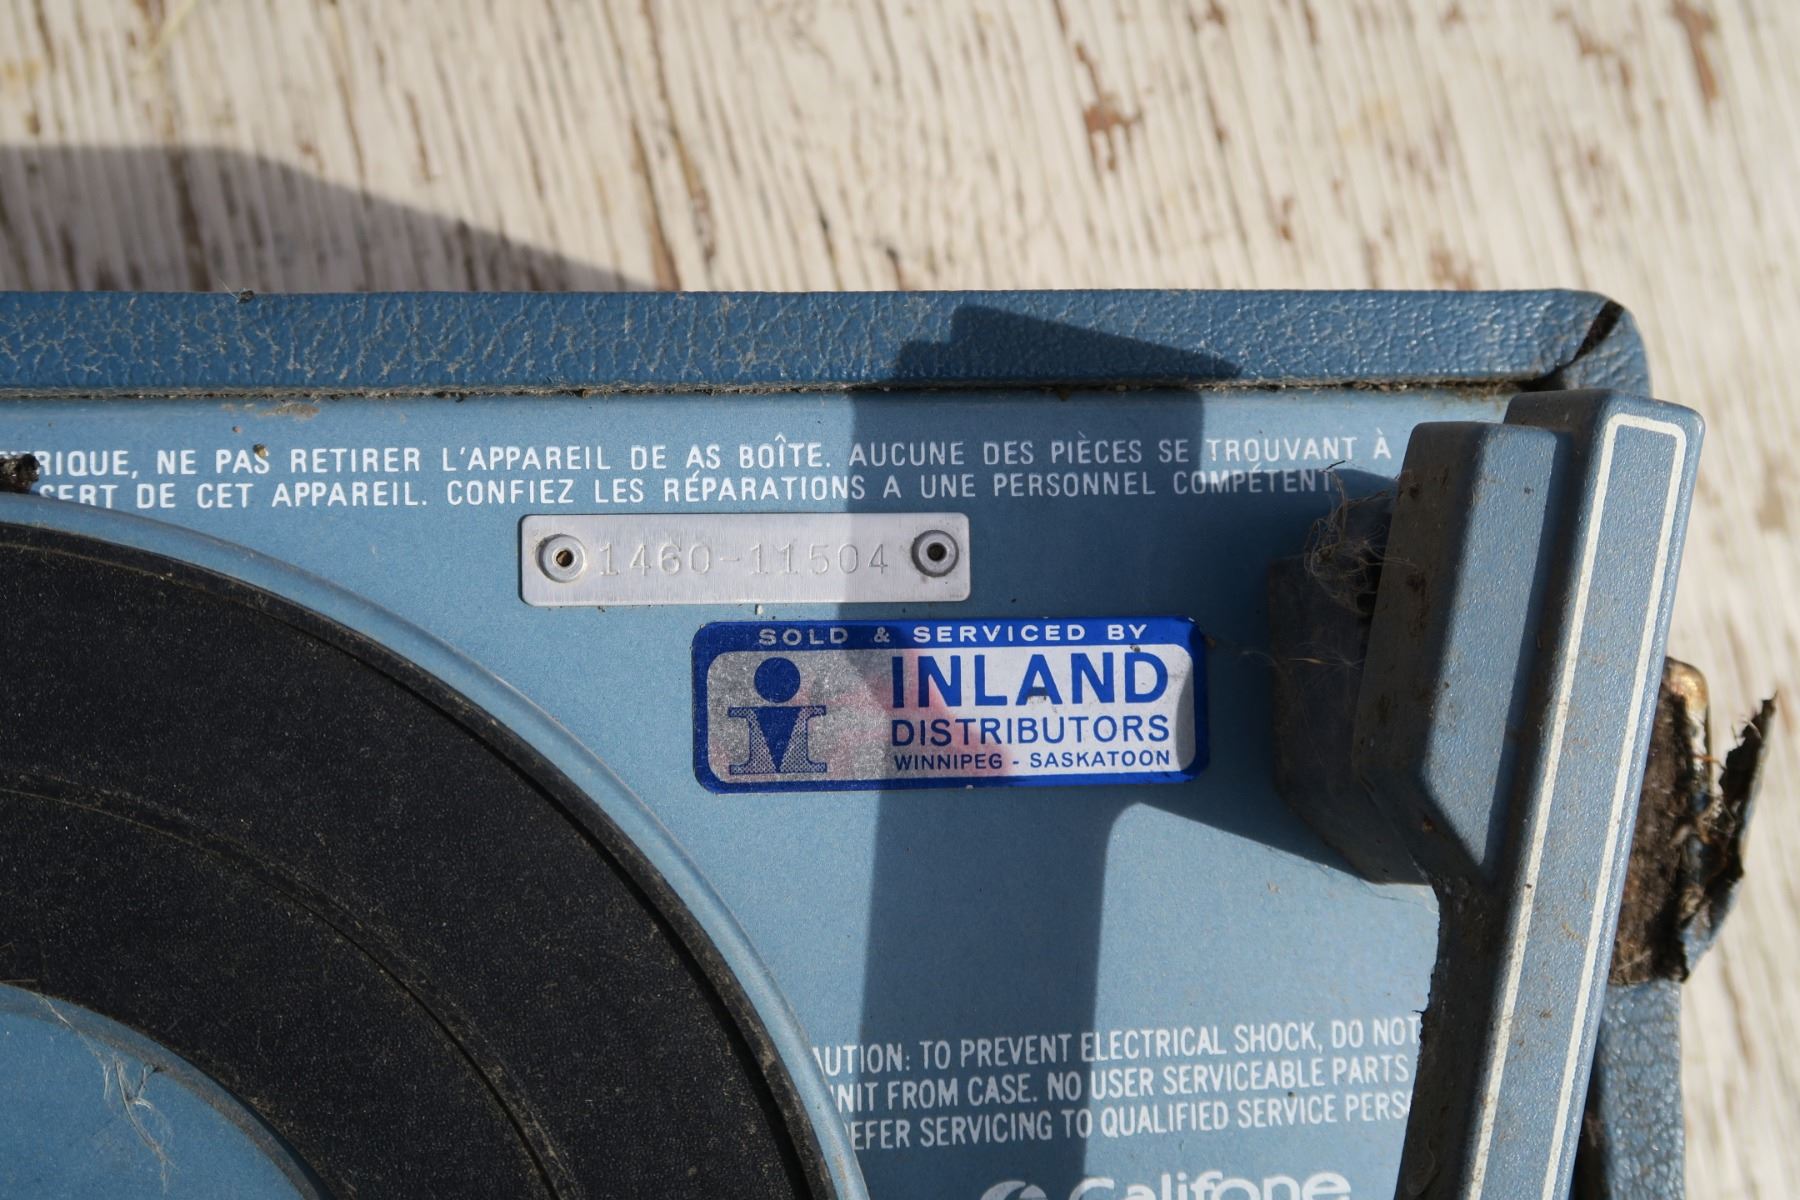 RIQUE, NE PAS RETIRER L'APPAREIL DE AS BOÎTE. AUCUNE DES PIÈCES SE TROUVANT À
SERT DE CET APPAREIL. CONFIEZ LES RÉPARATIONS A UNE PERSONNEL COMPÉTENT
1460-11504
SOLD & SERVICED BY
INLAND
DISTRIBUTORS
WINNIPEG - SASKATOON
AUTION: TO PREVENT ELECTRICAL SHOCK, DO NOT
NIT FROM CASE. NO USER SERVICEABLE PARTS
EFER SERVICING TO QUALIFIED SERVICE PERS
Califone